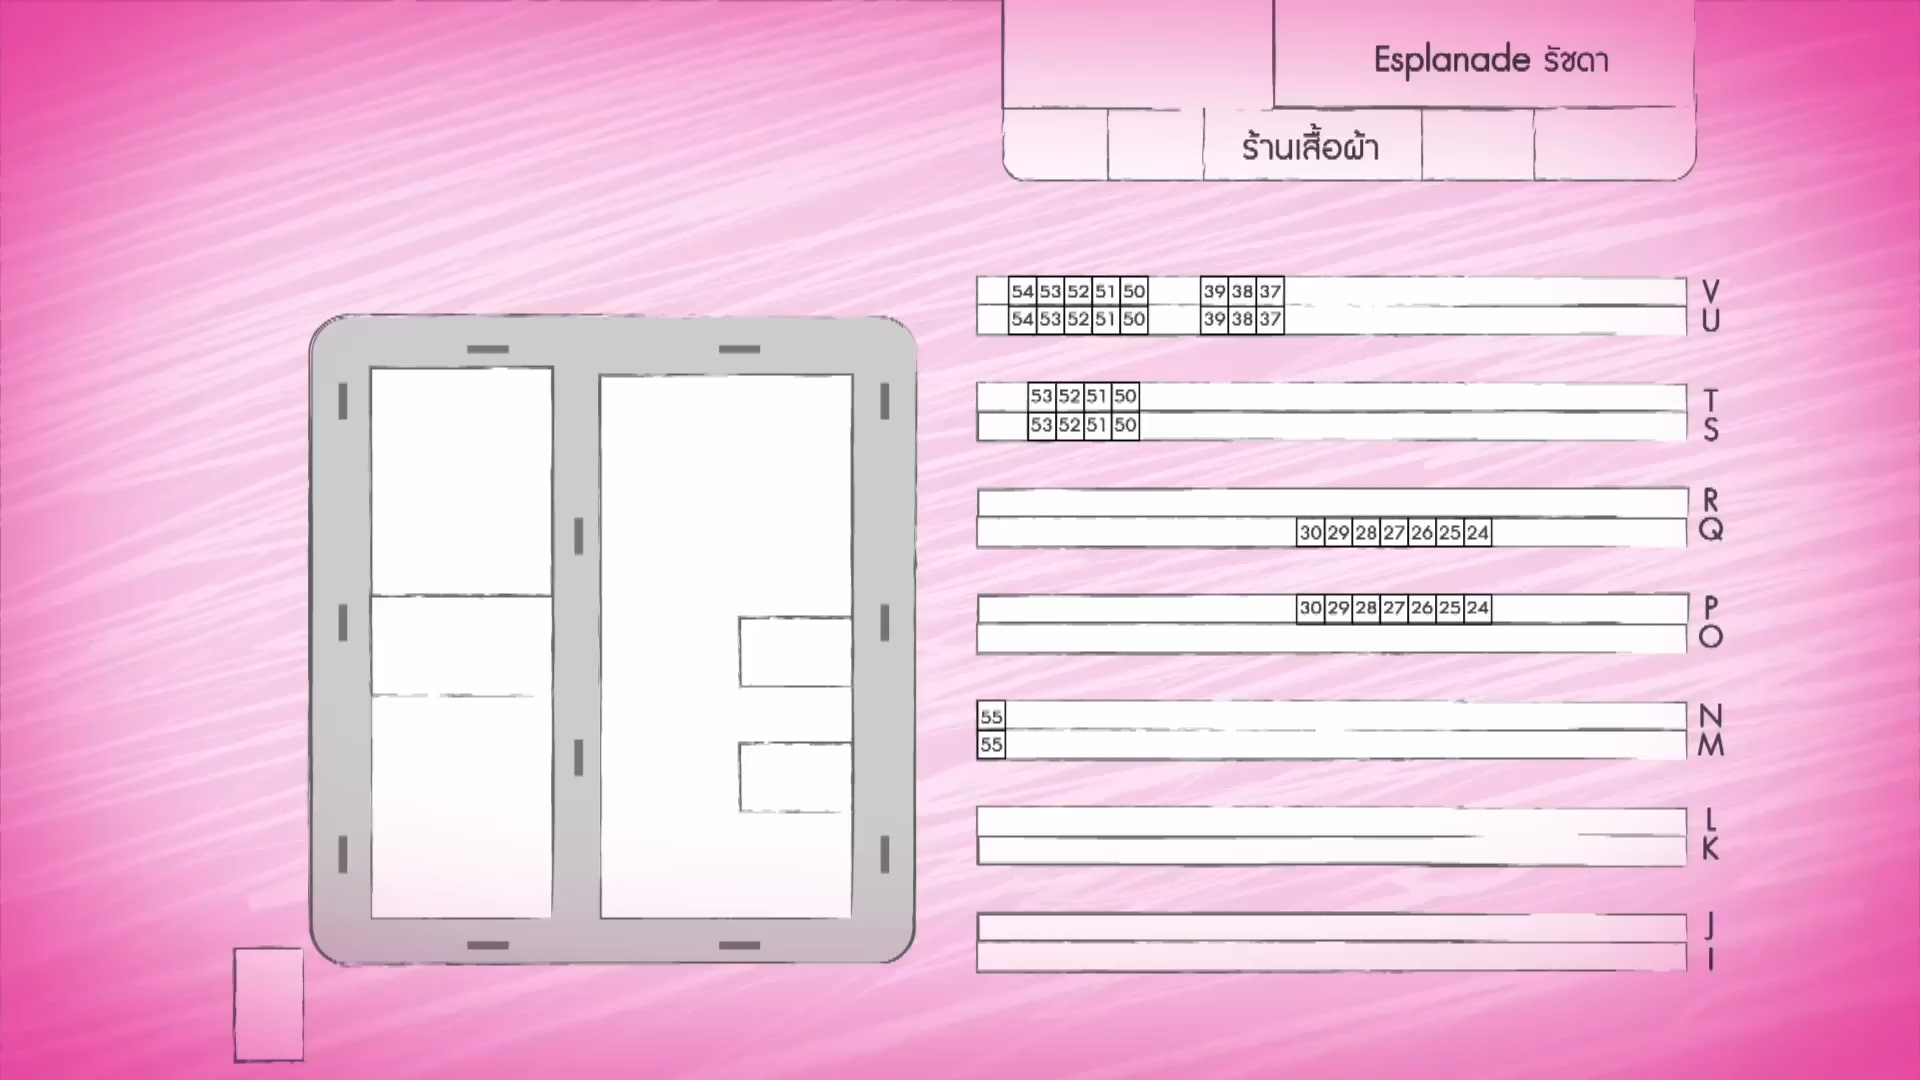 Esplanade รัชดา
ร้านเสื้อผ้า
54 53 52 51 50 39 38 37 V
54 53 52 51 50 39 38 37 U
53 52 51 50 T
53 52 51 50 S
R
30 29 28 27 26 25 24 Q
30 29 28 27 26 25 24 P
O
55 N
55 M
L
K
J
I